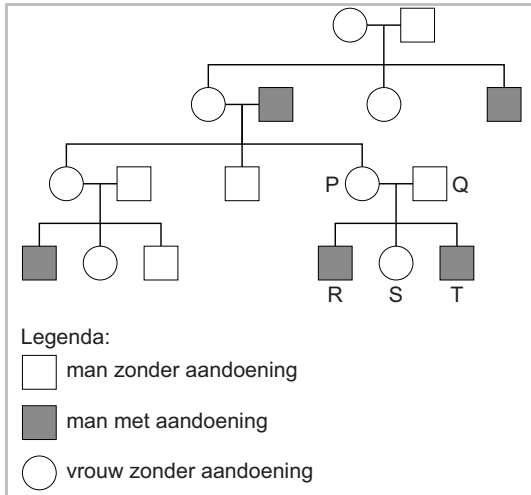 P
Q
R S T
Legenda:
man zonder aandoening
man met aandoening
vrouw zonder aandoening